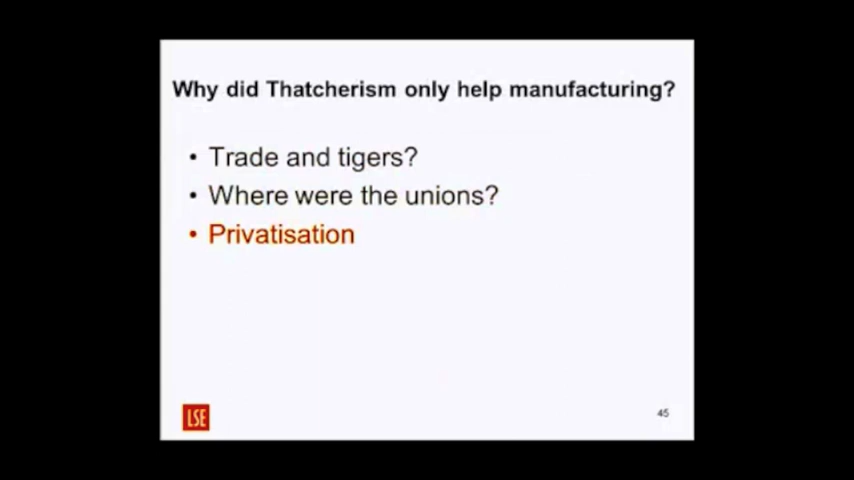 Why did Thatcherism only help manufacturing?
• Trade and tigers?
• Where were the unions?
• Privatisation
LSE
45